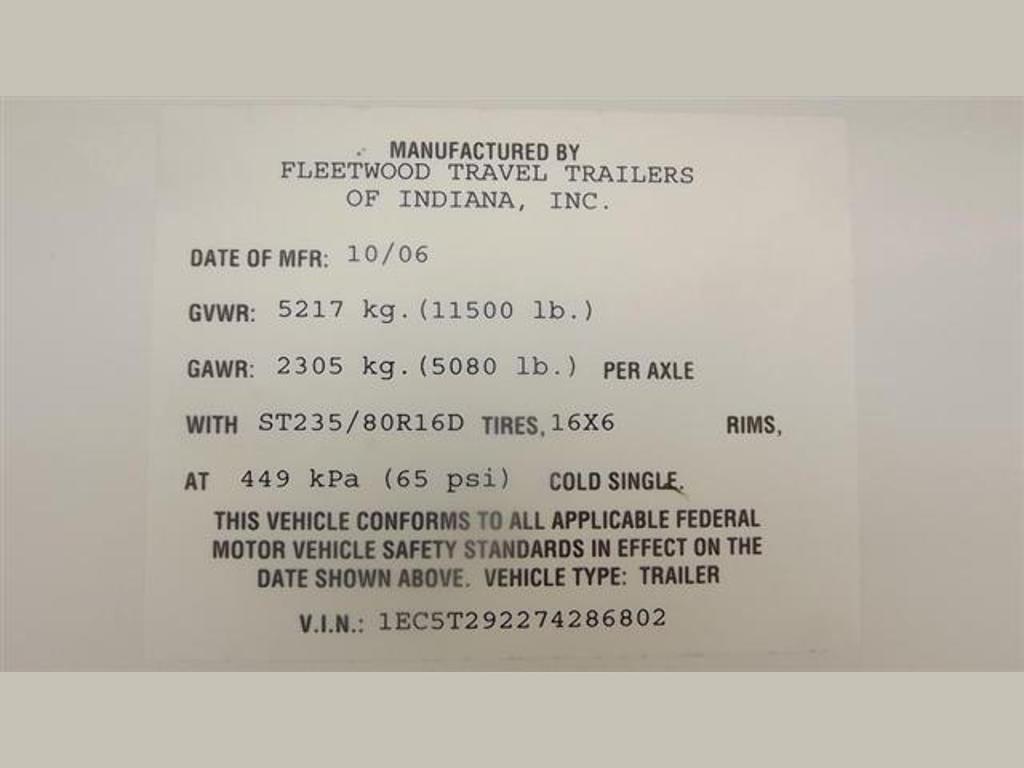 MANUFACTURED BY
FLEETWOOD TRAVEL TRAILERS
OF INDIANA, INC.
DATE OF MFR: 10/06
GVWR: 5217 kg.(11500 lb.)
GAWR: 2305 kg.(5080 lb.) PER AXLE
WITH ST235/80R16D TIRES, 16X6 RIMS,
AT 449 kPa (65 psi) COLD SINGLE.
THIS VEHICLE CONFORMS TO ALL APPLICABLE FEDERAL
MOTOR VEHICLE SAFETY STANDARDS IN EFFECT ON THE
DATE SHOWN ABOVE. VEHICLE TYPE: TRAILER
V.I.N.: 1EC5T292274286802